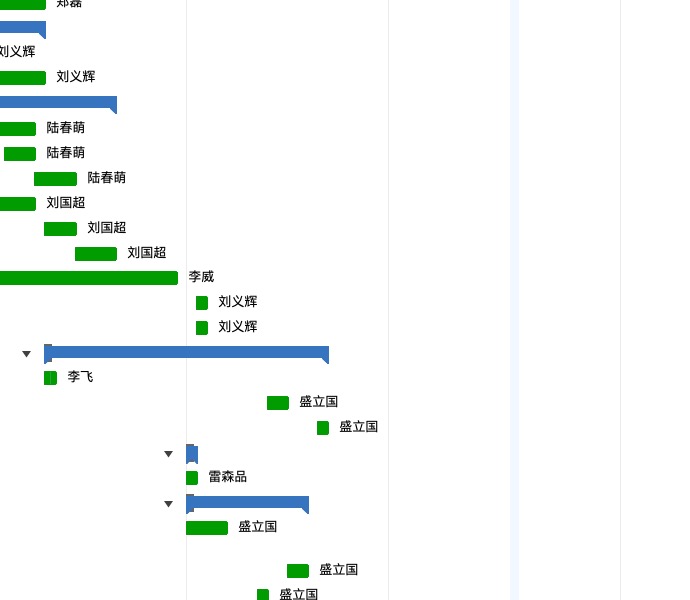 郑磊
刘义辉
刘义辉
陆春萌
陆春萌
陆春萌
刘国超
刘国超
刘国超
李威
刘义辉
刘义辉
李飞
盛立国
盛立国
雷森品
盛立国
盛立国
盛立国